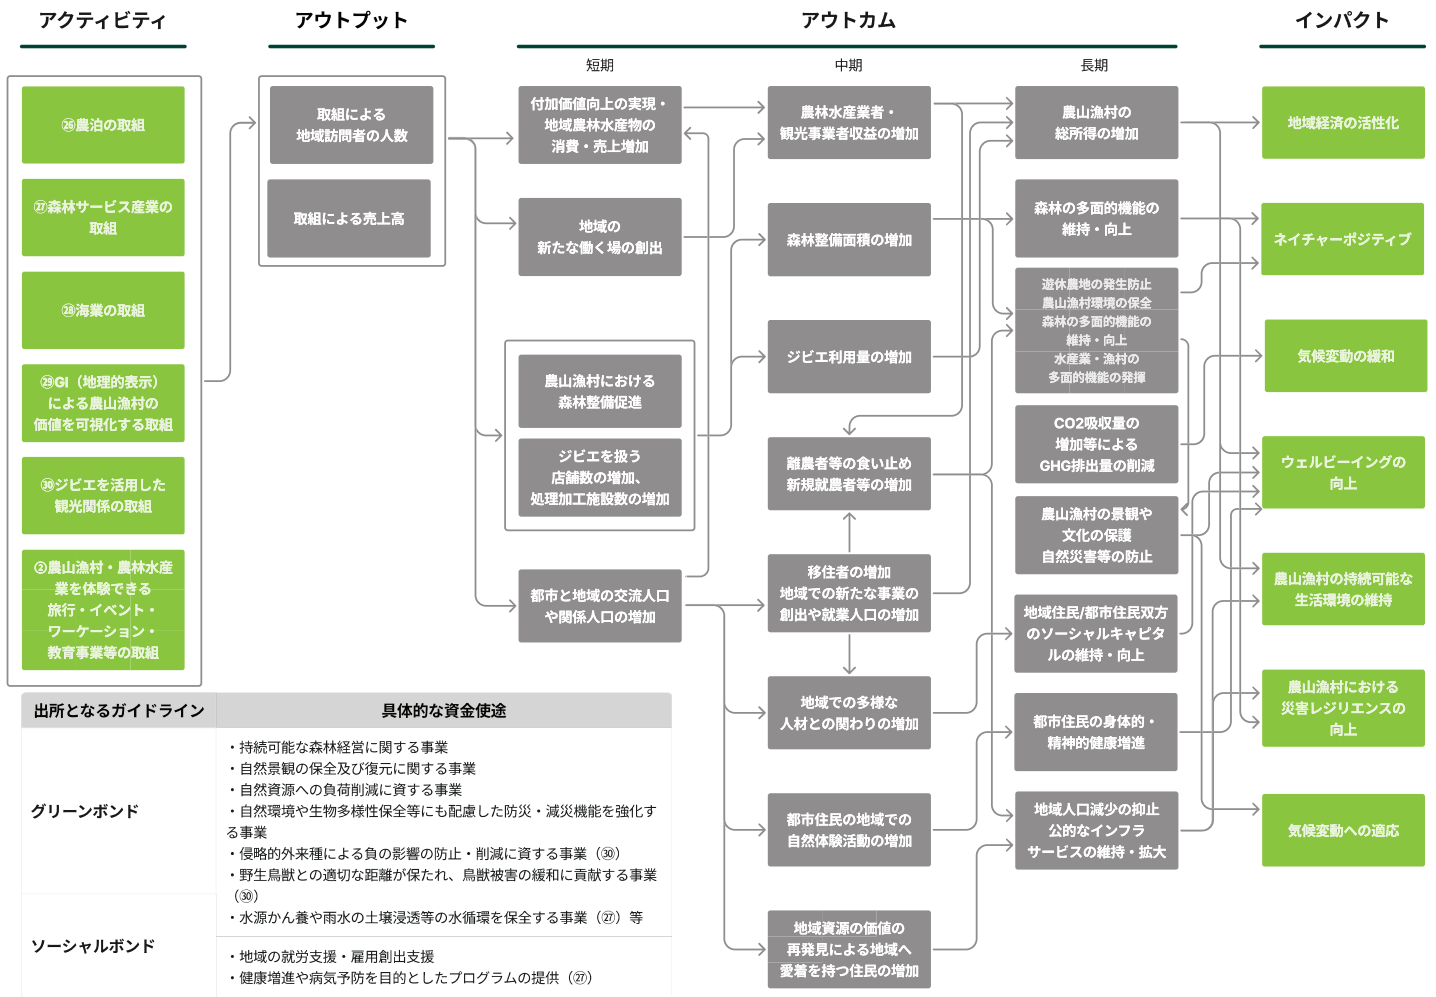 アクティビティ
アウトプット
アウトカム
インパクト
短期
中期
長期
㉖農泊の取組
㉗森林サービス産業の
取組
㉘海業の取組
㉙GI（地理的表示）
による農山漁村の
価値を可視化する取組
㉚ジビエを活用した
観光関係の取組
②農山漁村・農林水産
業を体験できる
旅行・イベント・
ワーケーション・
教育事業等の取組
取組による
地域訪問者の人数
取組による売上高
付加価値向上の実現・
地域農林水産物の
消費・売上増加
地域の
新たな働く場の創出
農山漁村における
森林整備促進
ジビエを扱う
店舗数の増加、
処理加工施設数の増加
都市と地域の交流人口
や関係人口の増加
農林水産業者・
観光事業者収益の増加
森林整備面積の増加
ジビエ利用量の増加
離農者等の食い止め
新規就農者等の増加
移住者の増加
地域での新たな事業の
創出や就業人口の増加
地域での多様な
人材との関わりの増加
都市住民の地域での
自然体験活動の増加
地域資源の価値の
再発見による地域へ
愛着を持つ住民の増加
農山漁村の
総所得の増加
森林の多面的機能の
維持・向上
遊休農地の発生防止
農山漁村環境の保全
森林の多面的機能の
維持・向上
水産業・漁村の
多面的機能の発揮
CO2吸収量の
増加等による
GHG排出量の削減
農山漁村の景観や
文化の保護
自然災害等の防止
地域住民/都市住民双方
のソーシャルキャピタ
ルの維持・向上
都市住民の身体的・
精神的健康増進
地域人口減少の抑止
公的なインフラ
サービスの維持・拡大
地域経済の活性化
ネイチャーポジティブ
気候変動の緩和
ウェルビーイングの
向上
農山漁村の持続可能な
生活環境の維持
農山漁村における
災害レジリエンスの
向上
気候変動への適応
出所となるガイドライン
具体的な資金使途
グリーンボンド
・持続可能な森林経営に関する事業
・自然景観の保全及び復元に関する事業
・自然資源への負荷削減に資する事業
・自然環境や生物多様性保全等にも配慮した防災・減災機能を強化す
る事業
・侵略的外来種による負の影響の防止・削減に資する事業（㉚）
・野生鳥獣との適切な距離が保たれ、鳥獣被害の緩和に貢献する事業
（㉚）
・水源かん養や雨水の土壌浸透等の水循環を保全する事業（㉗）等
ソーシャルボンド
・地域の就労支援・雇用創出支援
・健康増進や病気予防を目的としたプログラムの提供（㉗）